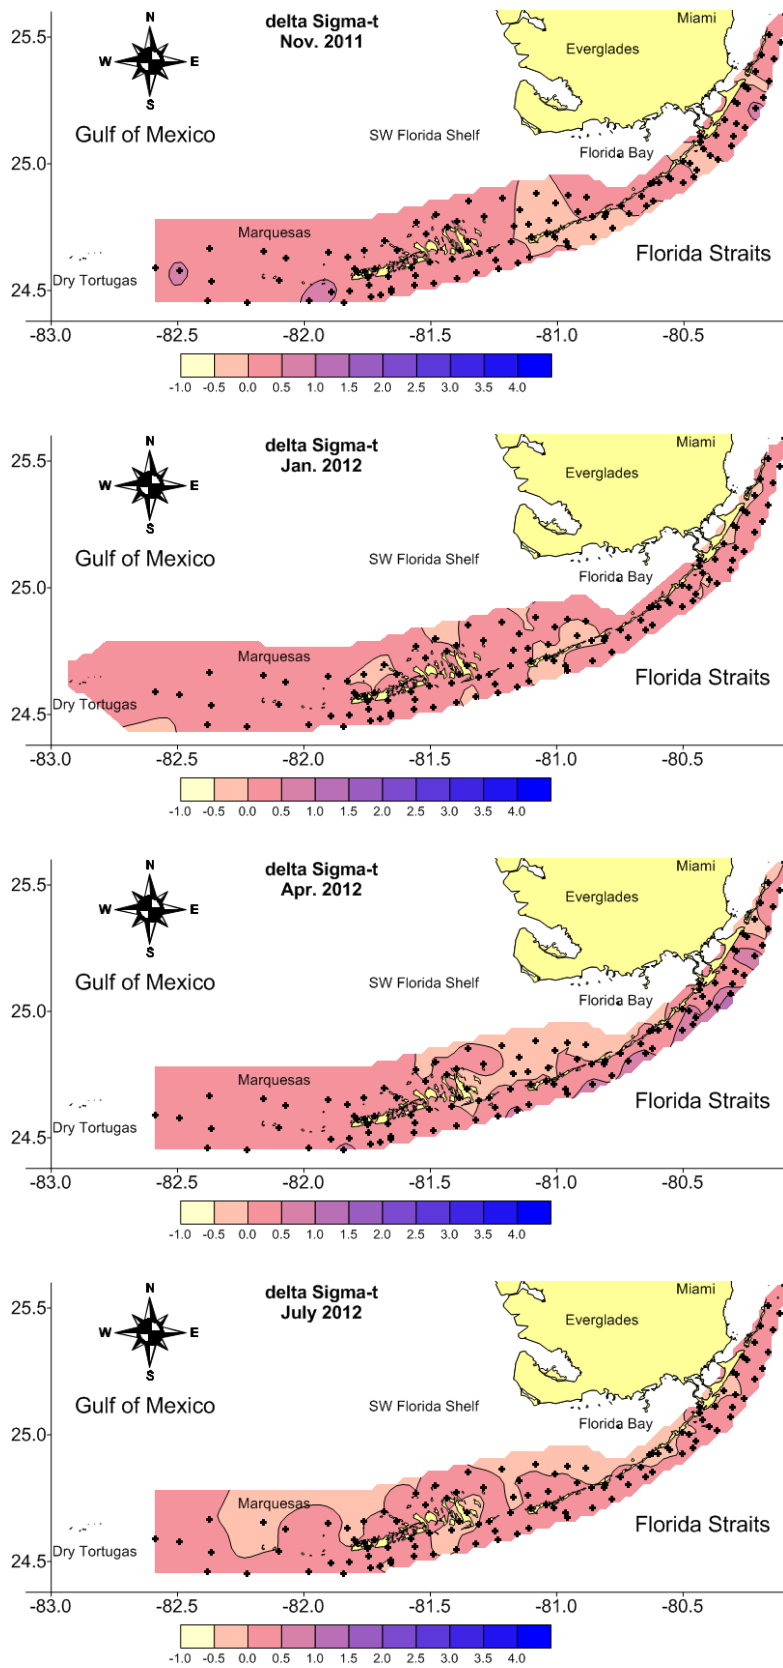 delta Sigma-t
Nov. 2011
Miami
Everglades
N
W E
S
Gulf of Mexico
SW Florida Shelf
Florida Bay
Marquesas
Dry Tortugas
Florida Straits
25.5
25.0
24.5
-83.0 -82.5 -82.0 -81.5 -81.0 -80.5
-1.0 -0.5 0.0 0.5 1.0 1.5 2.0 2.5 3.0 3.5 4.0
delta Sigma-t
Jan. 2012
Miami
Everglades
N
W E
S
Gulf of Mexico
SW Florida Shelf
Florida Bay
Marquesas
Dry Tortugas
Florida Straits
25.5
25.0
24.5
-83.0 -82.5 -82.0 -81.5 -81.0 -80.5
-1.0 -0.5 0.0 0.5 1.0 1.5 2.0 2.5 3.0 3.5 4.0
delta Sigma-t
Apr. 2012
Miami
Everglades
N
W E
S
Gulf of Mexico
SW Florida Shelf
Florida Bay
Marquesas
Dry Tortugas
Florida Straits
25.5
25.0
24.5
-83.0 -82.5 -82.0 -81.5 -81.0 -80.5
-1.0 -0.5 0.0 0.5 1.0 1.5 2.0 2.5 3.0 3.5 4.0
delta Sigma-t
July 2012
Miami
Everglades
N
W E
S
Gulf of Mexico
SW Florida Shelf
Florida Bay
Marquesas
Dry Tortugas
Florida Straits
25.5
25.0
24.5
-83.0 -82.5 -82.0 -81.5 -81.0 -80.5
-1.0 -0.5 0.0 0.5 1.0 1.5 2.0 2.5 3.0 3.5 4.0